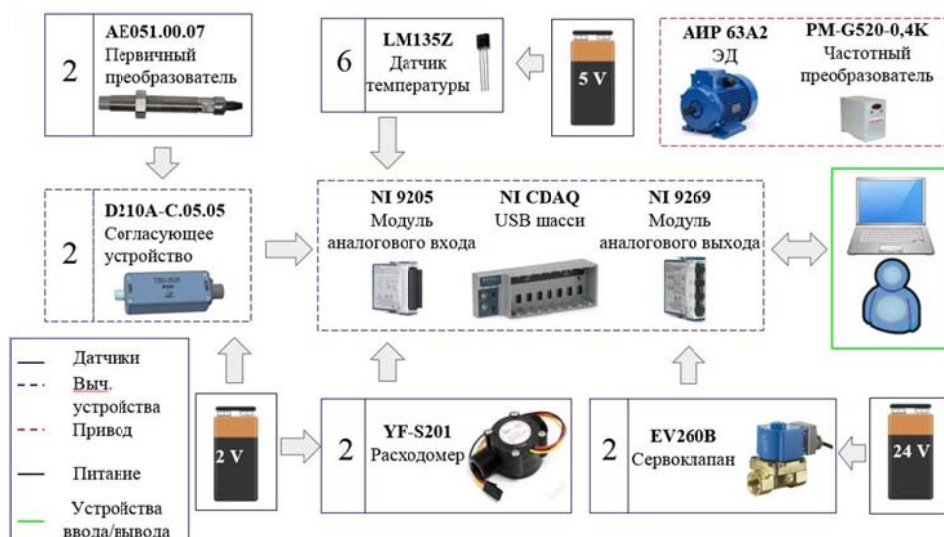 2
AE051.00.07
Первичный
преобразователь
6
LM135Z
Датчик
температуры
5 V
АИР 63А2
ЭД
PM-G520-0,4K
Частотный
преобразователь
2
D210A-C.05.05
Согласующее
устройство
NI 9205
Модуль
аналогового входа
NI CDAQ
USB шасси
NI 9269
Модуль
аналогового выхода
Датчики
Выч.
устройства
Привод
Питание
Устройства
ввода/вывода
2 V
2
YF-S201
Расходомер
2
EV260B
Сервоклапан
24 V